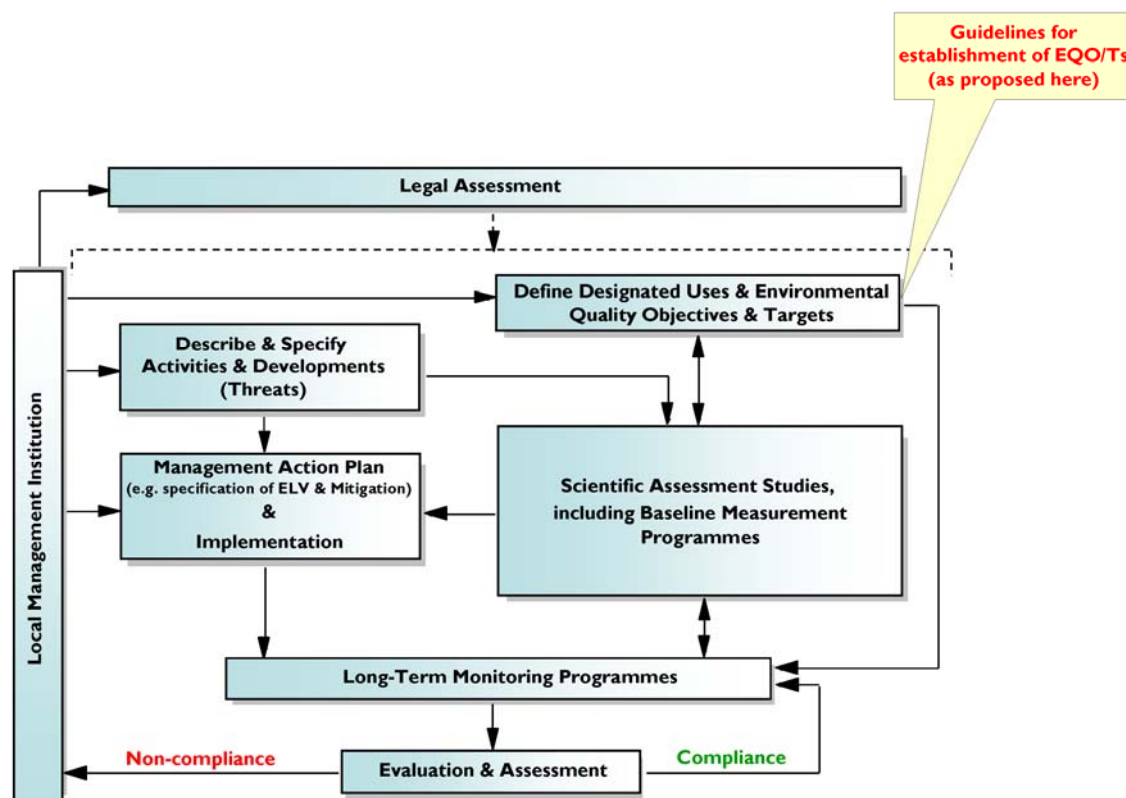 Guidelines for
establishment of EQO/Ts
(as proposed here)
Legal Assessment
Define Designated Uses & Environmental
Quality Objectives & Targets
Describe & Specify
Activities & Developments
(Threats)
Local Management Institution
Management Action Plan
(e.g. specification of ELV & Mitigation)
&
Implementation
Scientific Assessment Studies,
including Baseline Measurement
Programmes
Long-Term Monitoring Programmes
Non-compliance
Evaluation & Assessment
Compliance